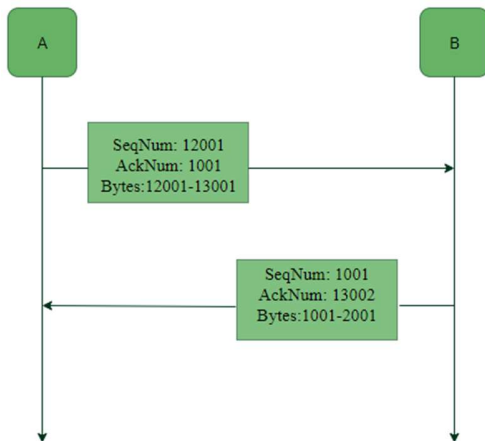 A
B
SeqNum: 12001
AckNum: 1001
Bytes:12001-13001
SeqNum: 1001
AckNum: 13002
Bytes:1001-2001